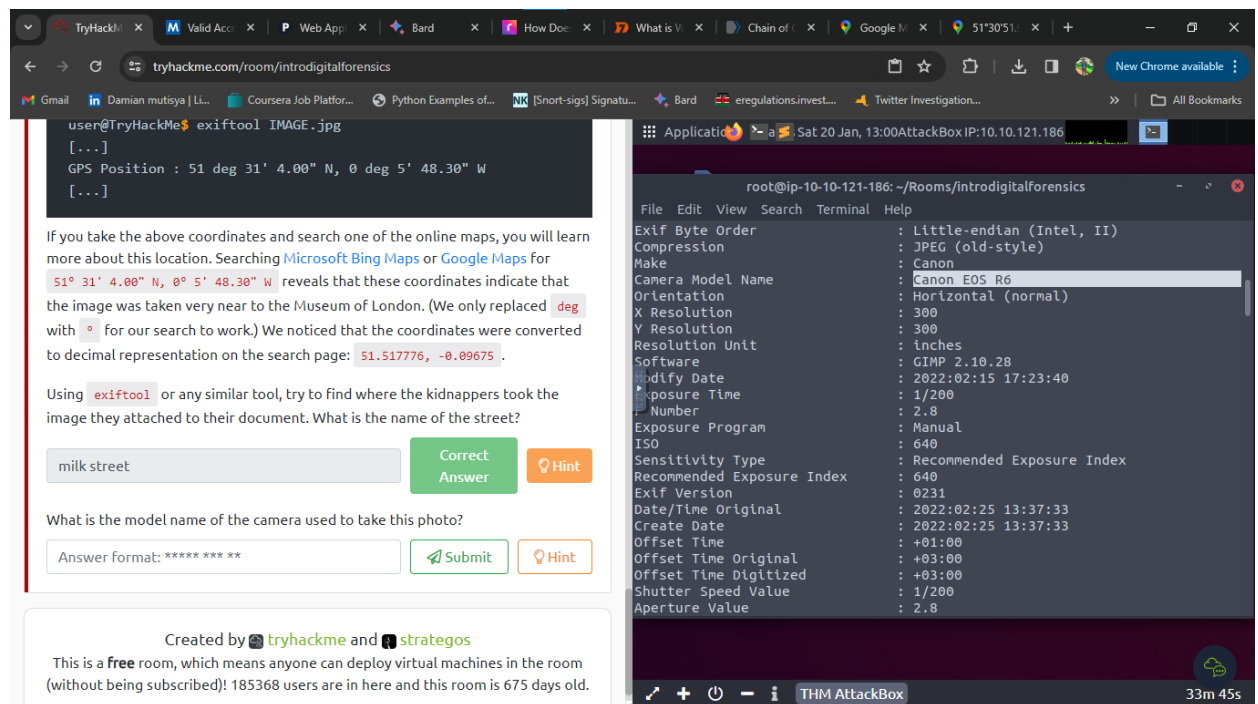 TryHackM
Valid Acc
Web Appl
Bard
How Doe
What is V
Chain of
Google M
51°30'51.
tryhackme.com/room/introdigitalforensics
New Chrome available
Gmail
Damian mutisya | Li...
Coursera Job Platfor...
Python Examples of...
NK [Snort-sigs] Signatu...
Bard
eregulations.invest....
Twitter Investigation...
»
All Bookmarks
user@TryHackMe$ exiftool IMAGE.jpg
[...]
GPS Position : 51 deg 31' 4.00" N, 0 deg 5' 48.30" W
[...]
If you take the above coordinates and search one of the online maps, you will learn
more about this location. Searching Microsoft Bing Maps or Google Maps for
51° 31' 4.00" N, 0° 5' 48.30" W reveals that these coordinates indicate that
the image was taken very near to the Museum of London. (We only replaced deg
with ° for our search to work.) We noticed that the coordinates were converted
to decimal representation on the search page: 51.517776, -0.09675 .
Using exiftool or any similar tool, try to find where the kidnappers took the
image they attached to their document. What is the name of the street?
milk street
Correct
Answer
Hint
What is the model name of the camera used to take this photo?
Answer format: ***** *** **
Submit
Hint
Created by tryhackme and strategos
This is a free room, which means anyone can deploy virtual machines in the room
(without being subscribed)! 185368 users are in here and this room is 675 days old.
Applicatio
Sat 20 Jan, 13:00 AttackBox IP:10.10.121.186
root@ip-10-10-121-186: ~/Rooms/introdigitalforensics
File Edit View Search Terminal Help
Exif Byte Order : Little-endian (Intel, II)
Compression : JPEG (old-style)
Make : Canon
Camera Model Name : Canon EOS R6
Orientation : Horizontal (normal)
X Resolution : 300
Y Resolution : 300
Resolution Unit : inches
Software : GIMP 2.10.28
odify Date : 2022:02:15 17:23:40
xposure Time : 1/200
Number : 2.8
Exposure Program : Manual
ISO : 640
Sensitivity Type : Recommended Exposure Index
Recommended Exposure Index : 640
Exif Version : 0231
Date/Time Original : 2022:02:25 13:37:33
Create Date : 2022:02:25 13:37:33
Offset Time : +01:00
Offset Time Original : +03:00
Offset Time Digitized : +03:00
Shutter Speed Value : 1/200
Aperture Value : 2.8
THM AttackBox
33m 45s